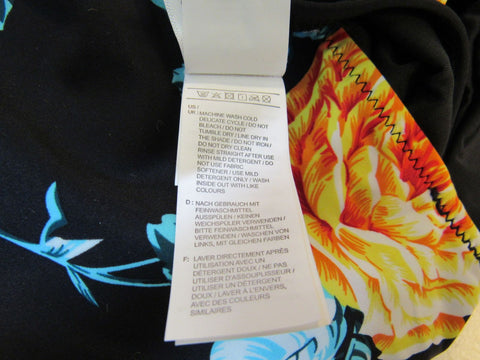 US /
UK : MACHINE WASH COLD
DELICATE CYCLE / DO NOT
BLEACH / DO NOT
TUMBLE DRY / LINE DRY IN
THE SHADE / DO NOT IRON /
DO NOT DRY CLEAN
RINSE STRAIGHT AFTER USE
WITH MILD DETERGENT / DO
NOT USE FABRIC
SOFTENER / USE MILD
DETERGENT ONLY / WASH
INSIDE OUT WITH LIKE
COLOURS
D : NACH GEBRAUCH MIT
FEINWASCHMITTEL
AUSSPÜLEN / KEINEN
WEICHSPÜLER VERWENDEN /
FEINWASCHMITTEL
VERWENDEN / WASCHEN AUF
LINKS, MIT GLEICHEN FARBEN
F : LAVER DIRECTEMENT APRÈS
UTILISATION AVEC UN
DÉTERGENT DOUX / NE PAS
UTILISER D'ASSOUPLISSEUR /
UTILISER UN DÉTERGENT
DOUX / LAVER À L'ENVERS,
AVEC DES COULEURS
SIMILAIRES